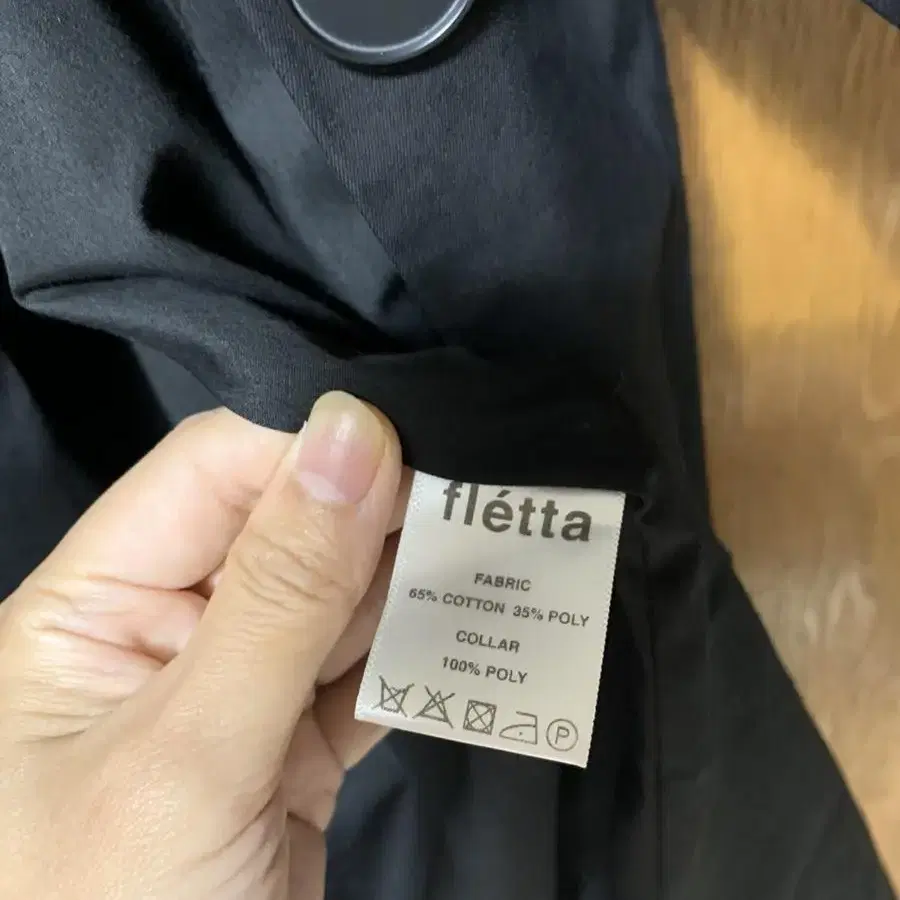 flétta
FABRIC
65% COTTON 35% POLY
COLLAR
100% POLY
P